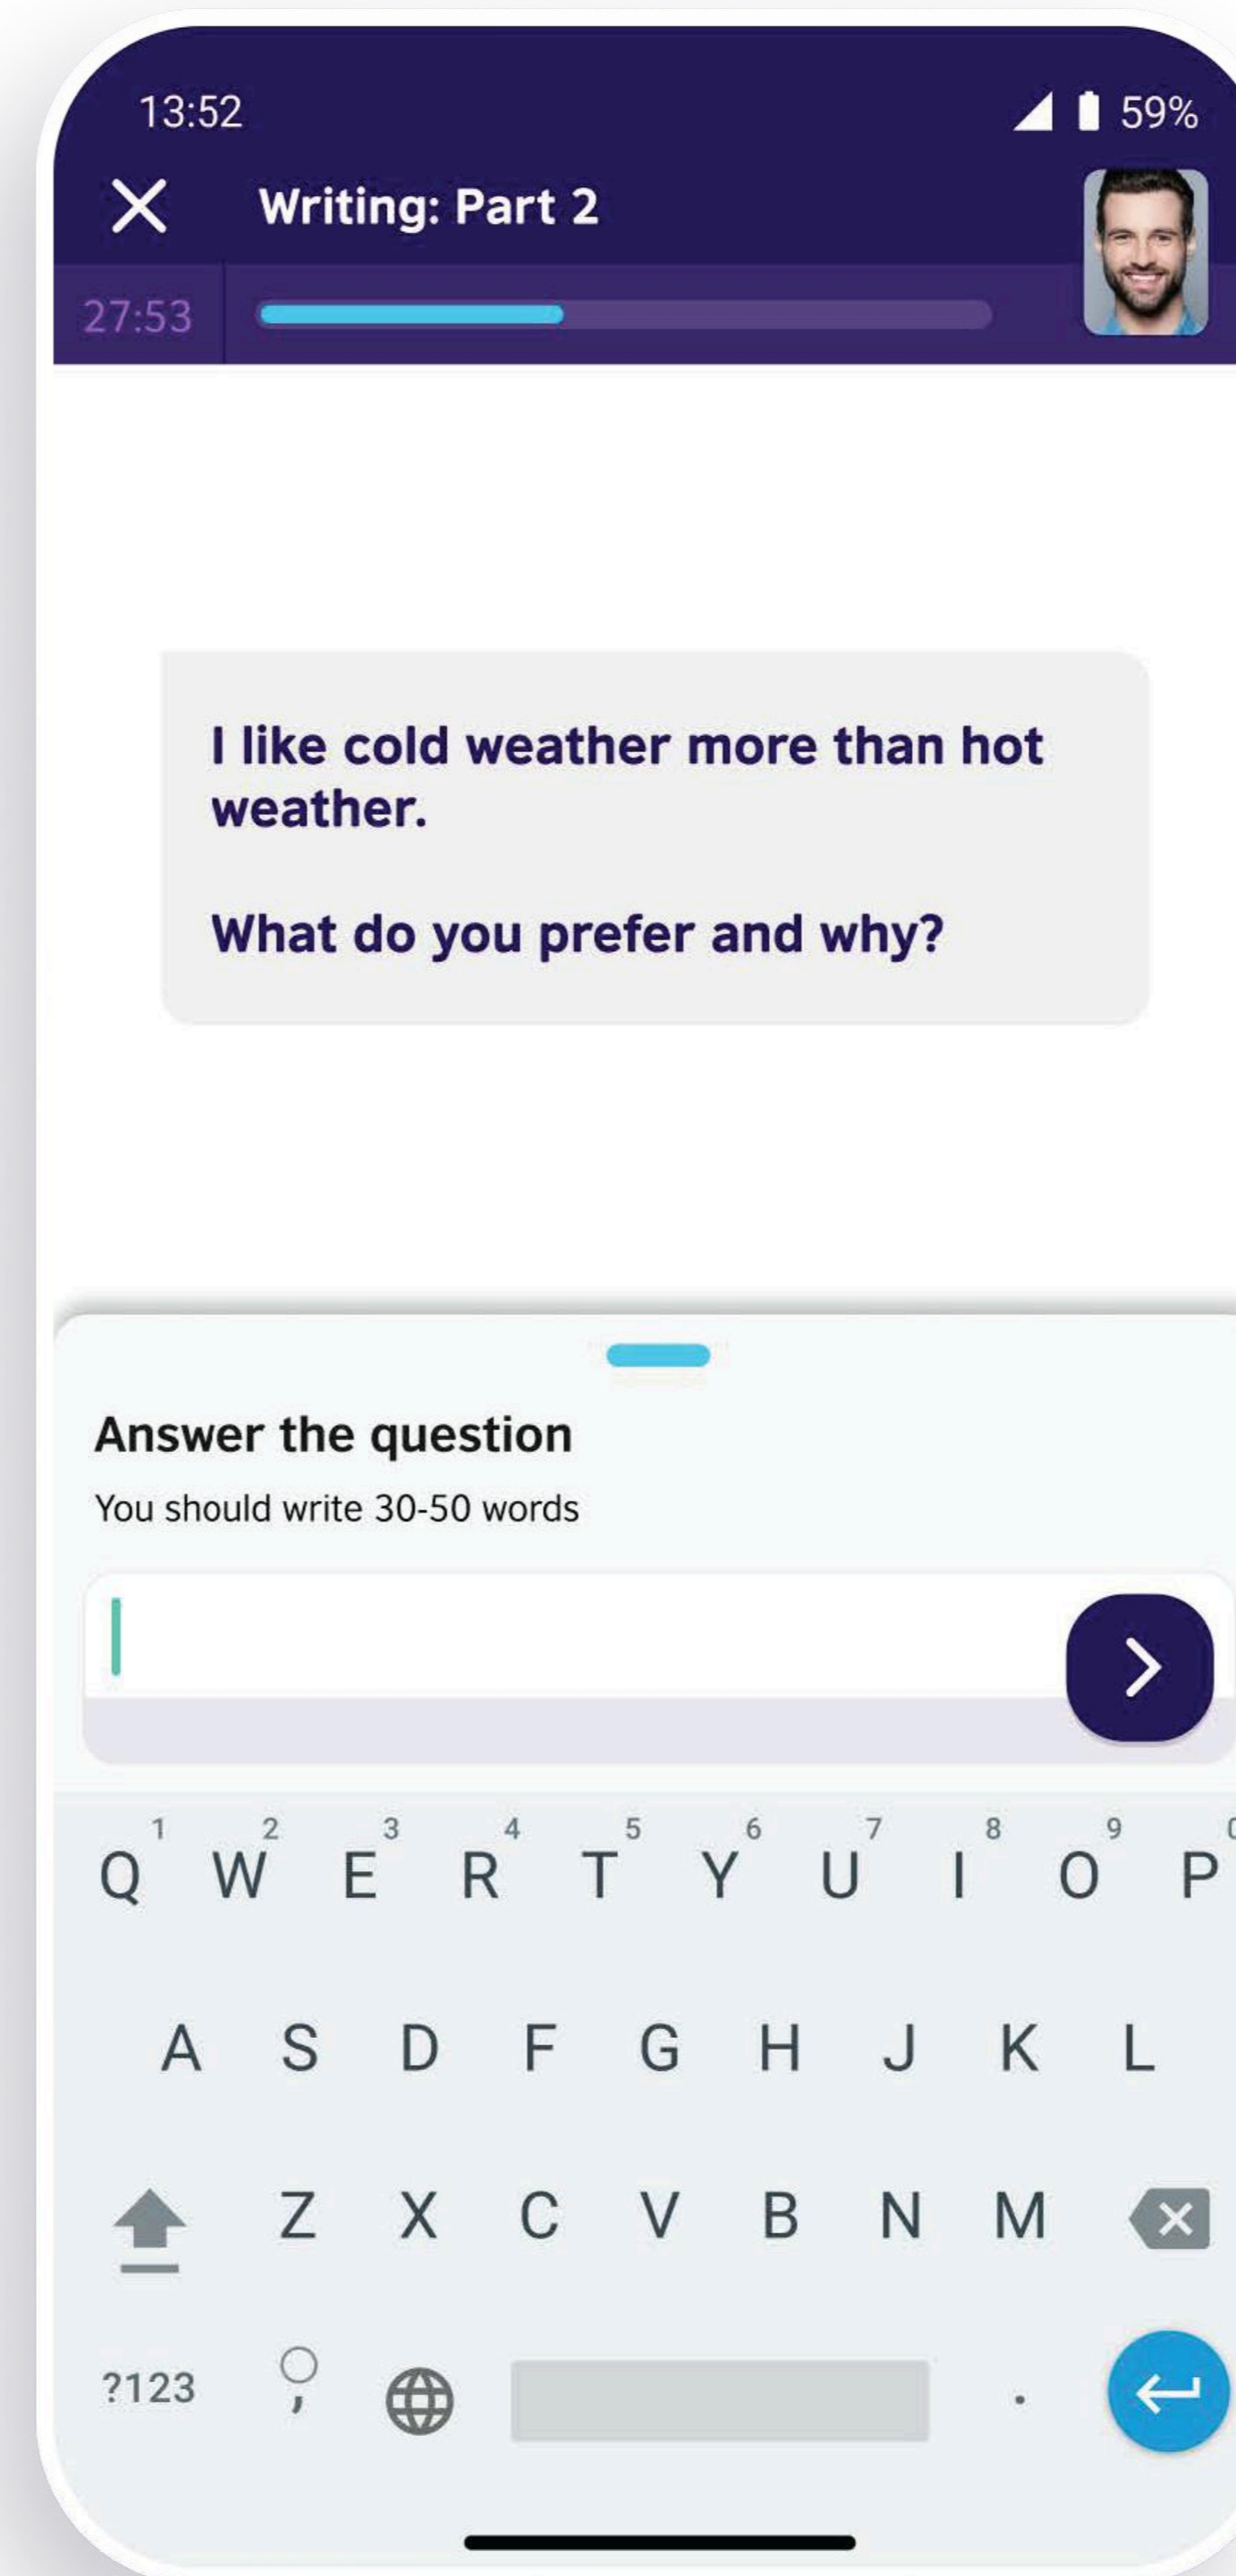 13:52 59%
Writing: Part 2
27:53
I like cold weather more than hot
weather.
What do you prefer and why?
Answer the question
You should write 30-50 words
1 2 3 4 5 6 7 8 9 0
Q W E R T Y U I O P
A S D F G H J K L
Z X C V B N M
?123 , .